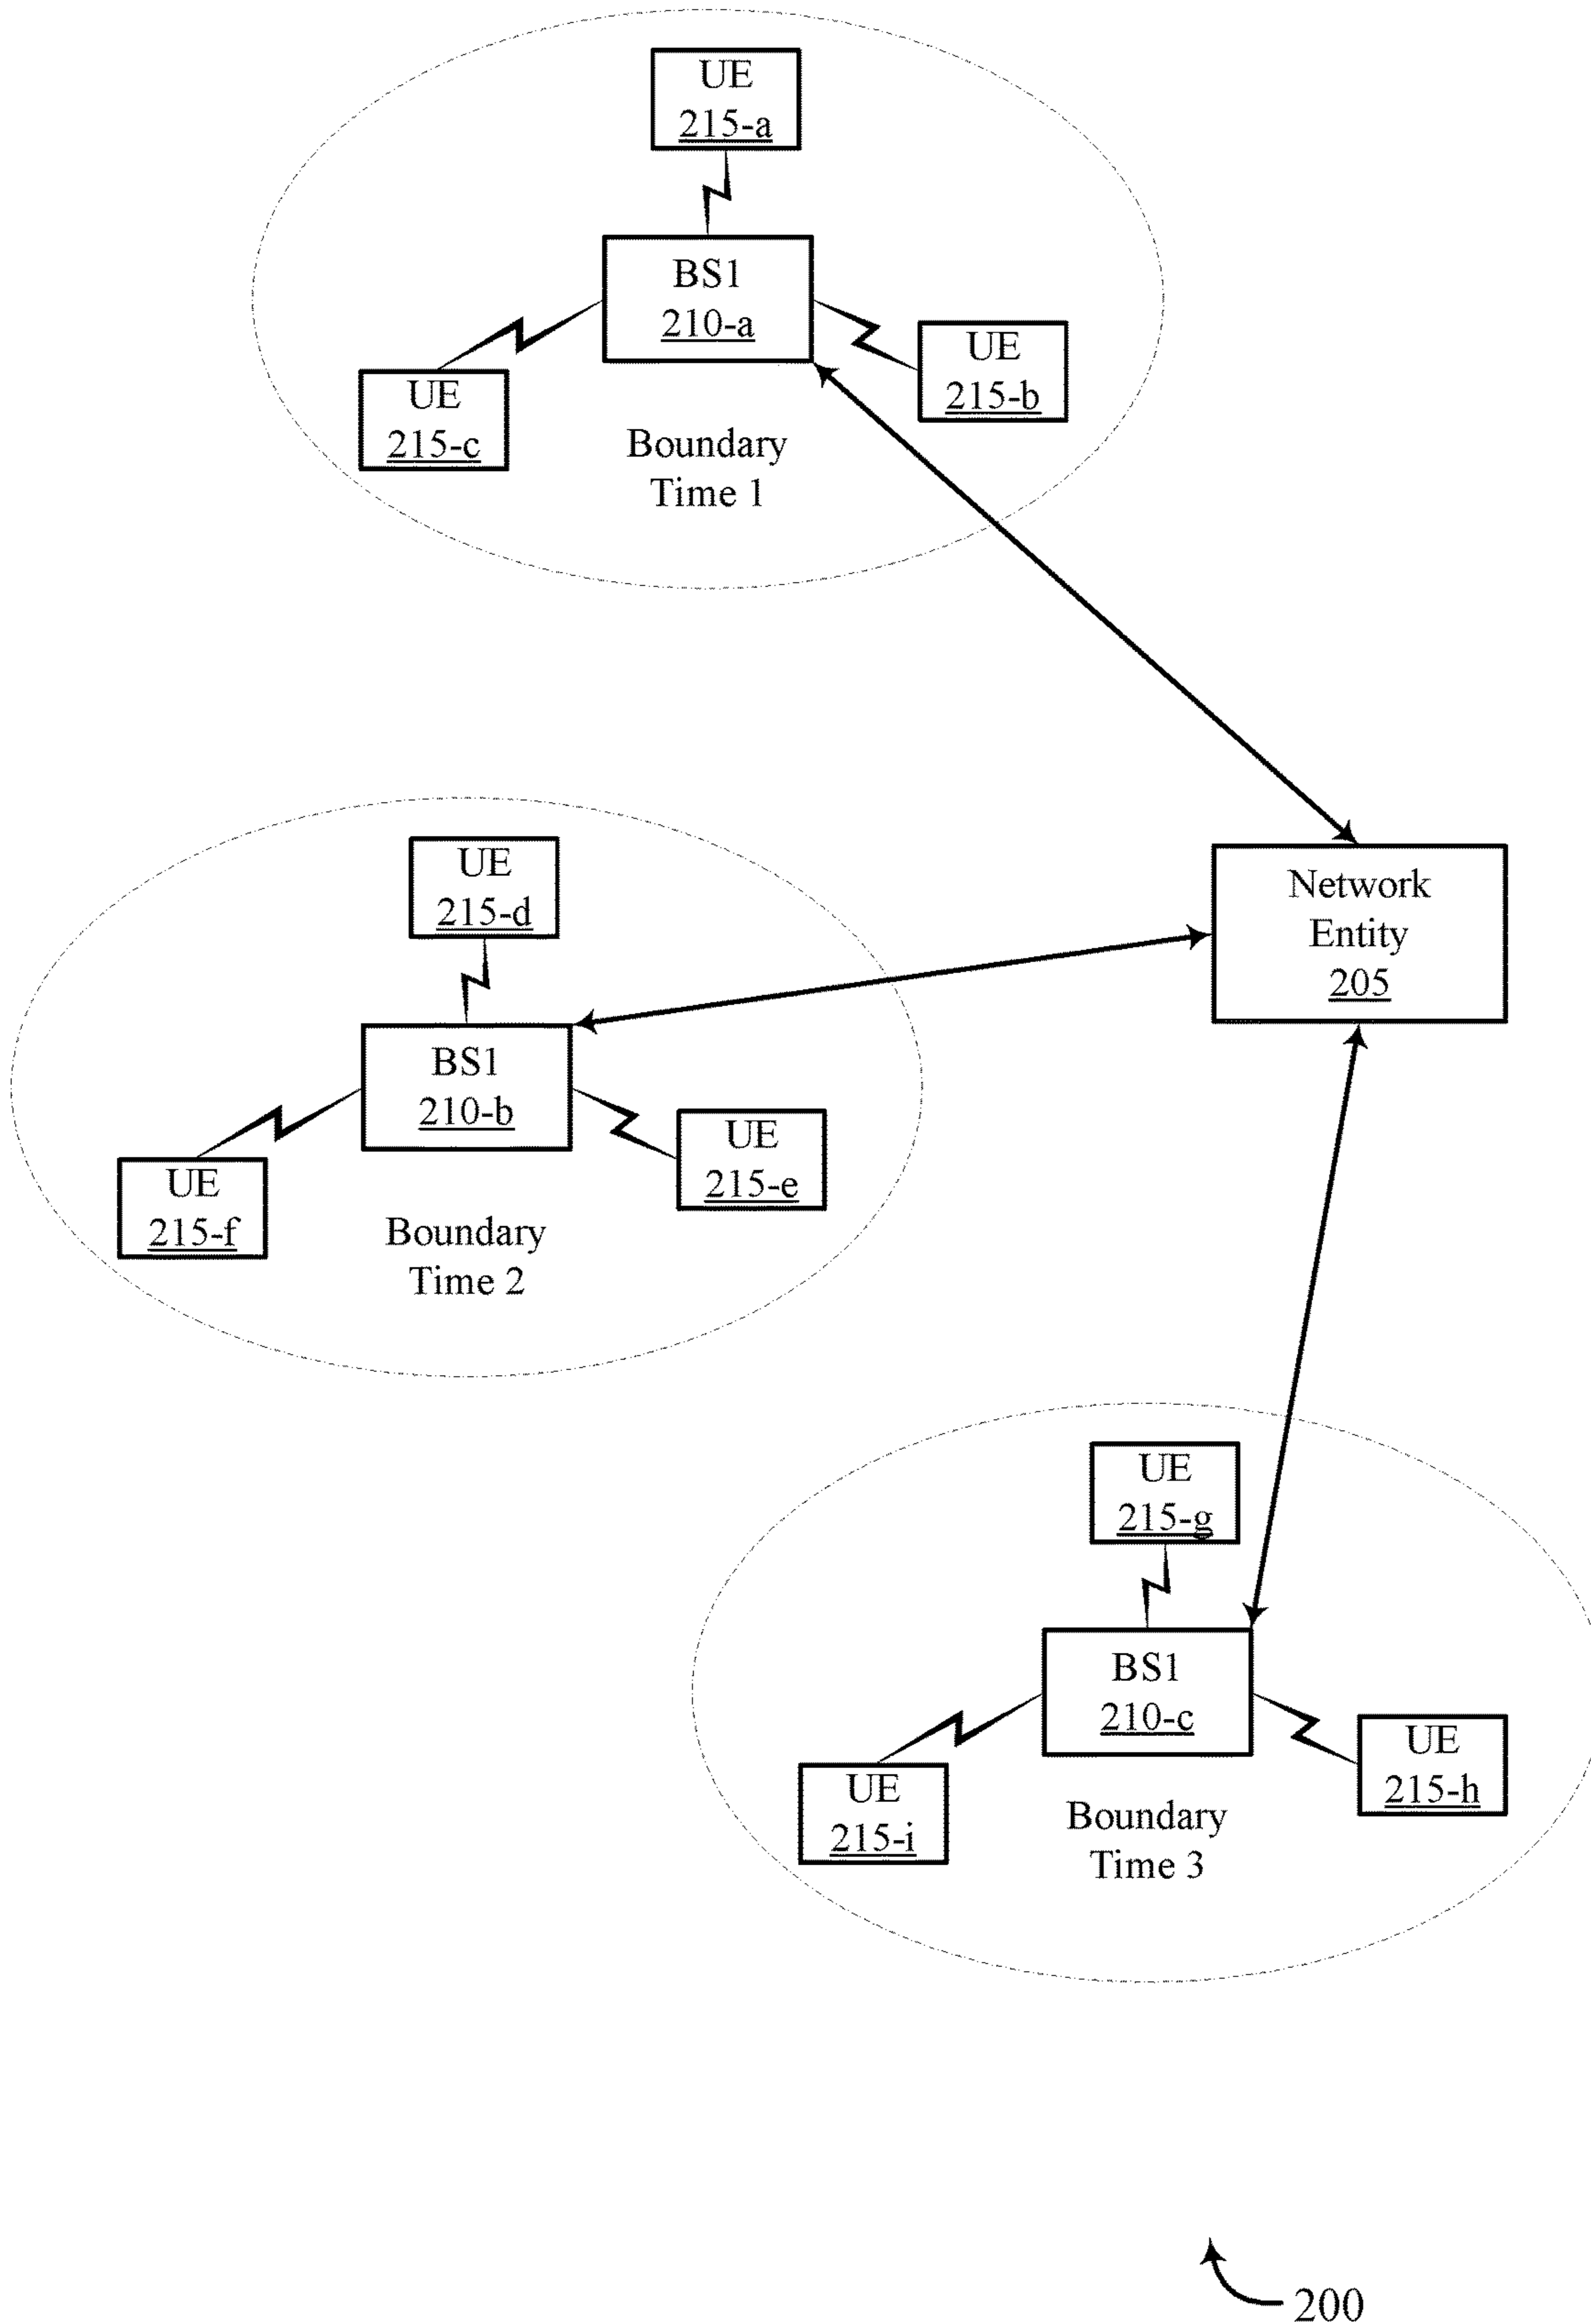 UE
215-a
BS1
210-a
UE
215-b
UE
215-c
Boundary
Time 1
Network
Entity
205
UE
215-d
BS1
210-b
UE
215-e
UE
215-f
Boundary
Time 2
UE
215-g
BS1
210-c
UE
215-h
UE
215-i
Boundary
Time 3
200